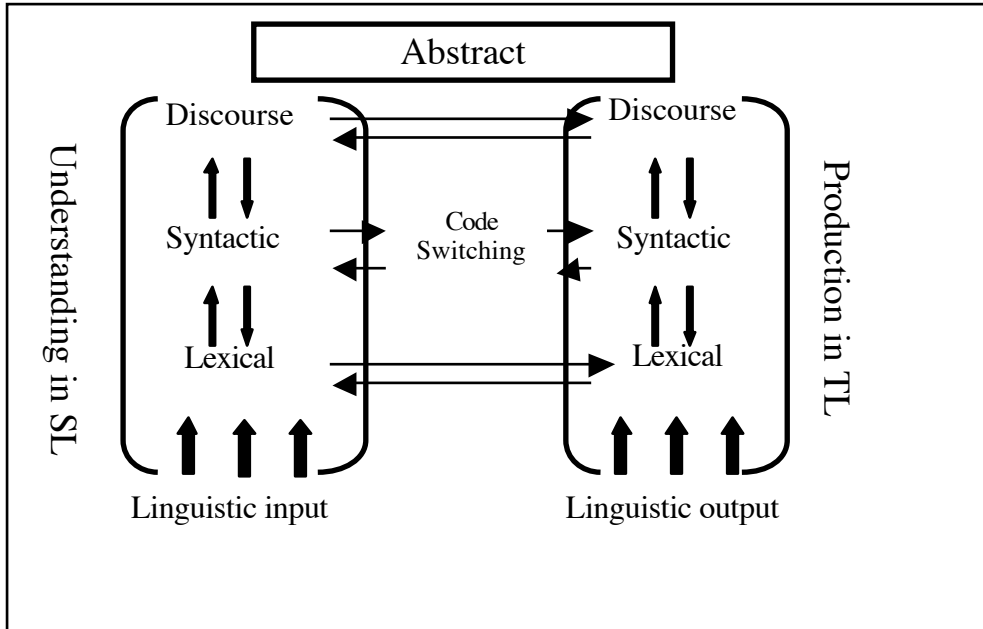 Abstract
Discourse
Discourse
Understanding in SL
Production in TL
Code
Switching
Syntactic
Syntactic
Lexical
Lexical
Linguistic input
Linguistic output